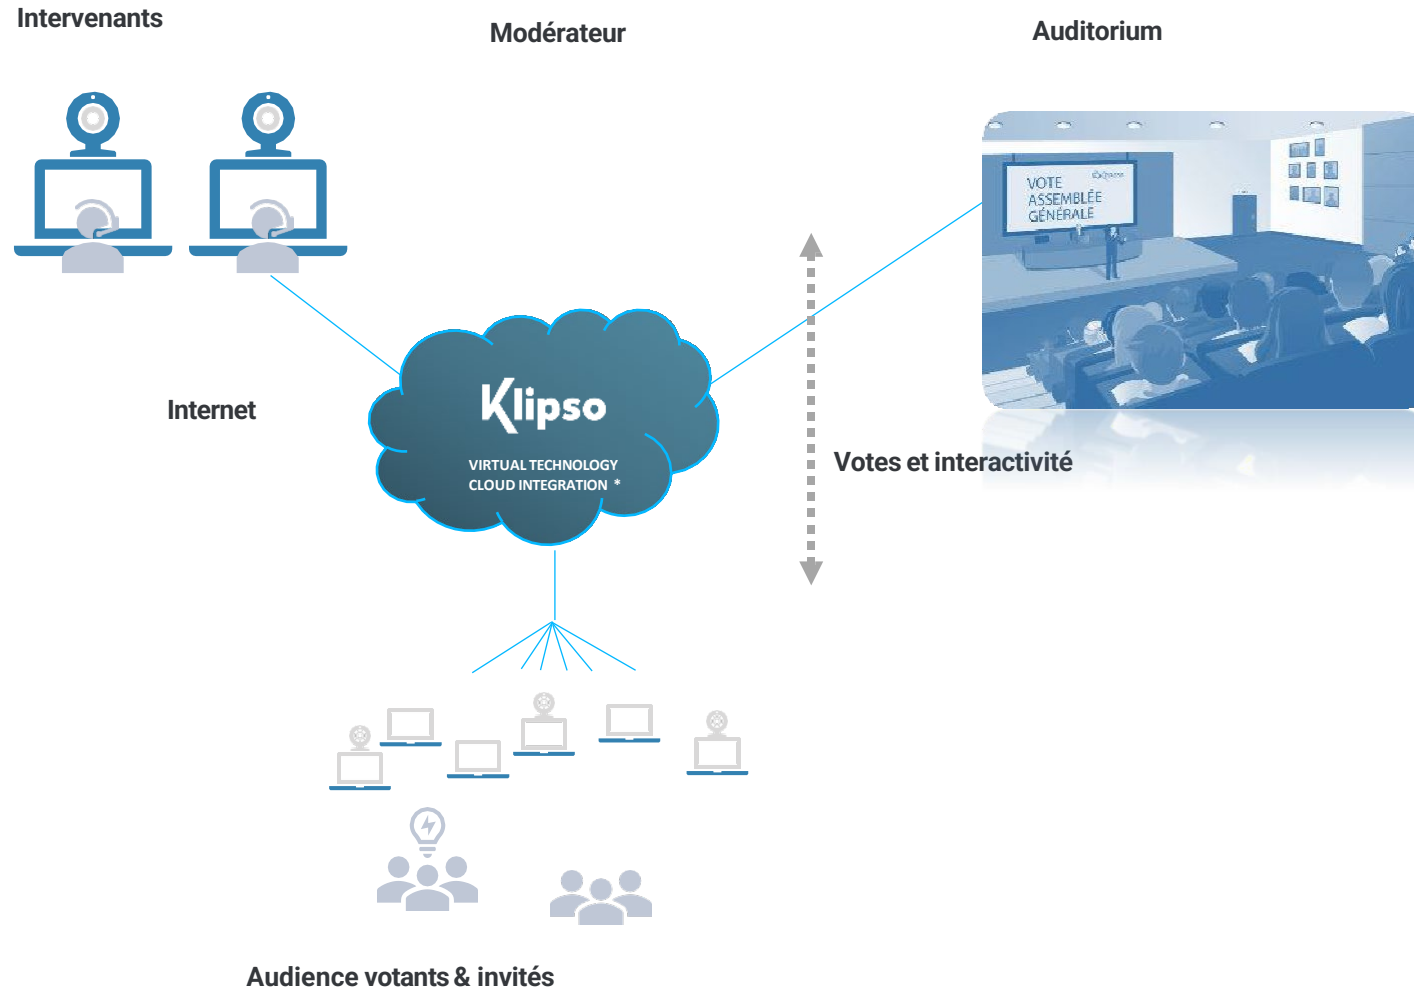 Intervenants
Modérateur
Auditorium
VOTE
ASSEMBLÉE
GÉNÉRALE
Internet
Klipso
VIRTUAL TECHNOLOGY
CLOUD INTEGRATION *
Votes et interactivité
Audience votants & invités